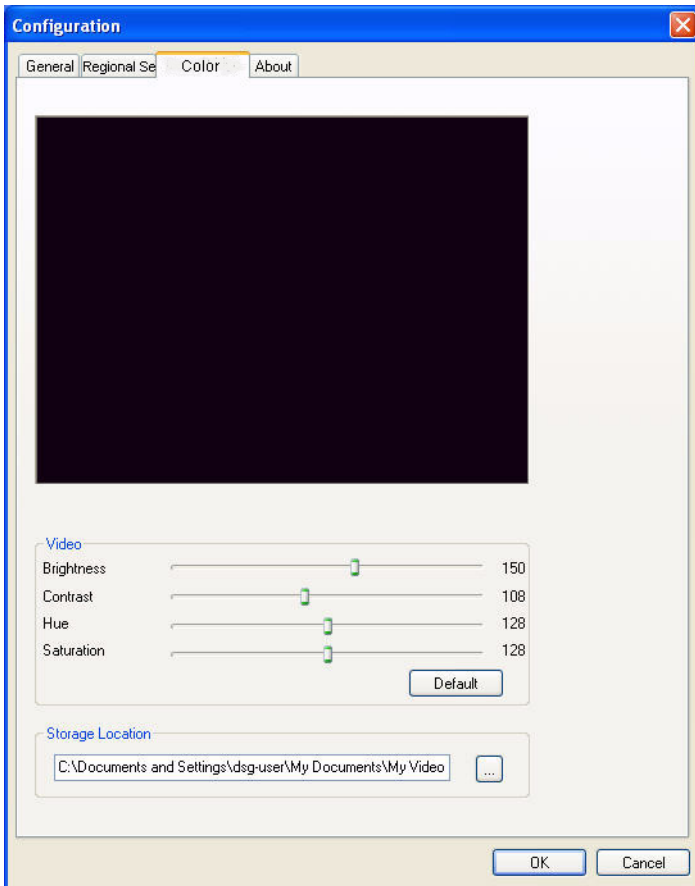 Configuration
General Regional Se Color About
Video
Brightness 150
Contrast 108
Hue 128
Saturation 128
Default
Storage Location
C:\Documents and Settings\dsg-user\My Documents\My Video ...
OK Cancel